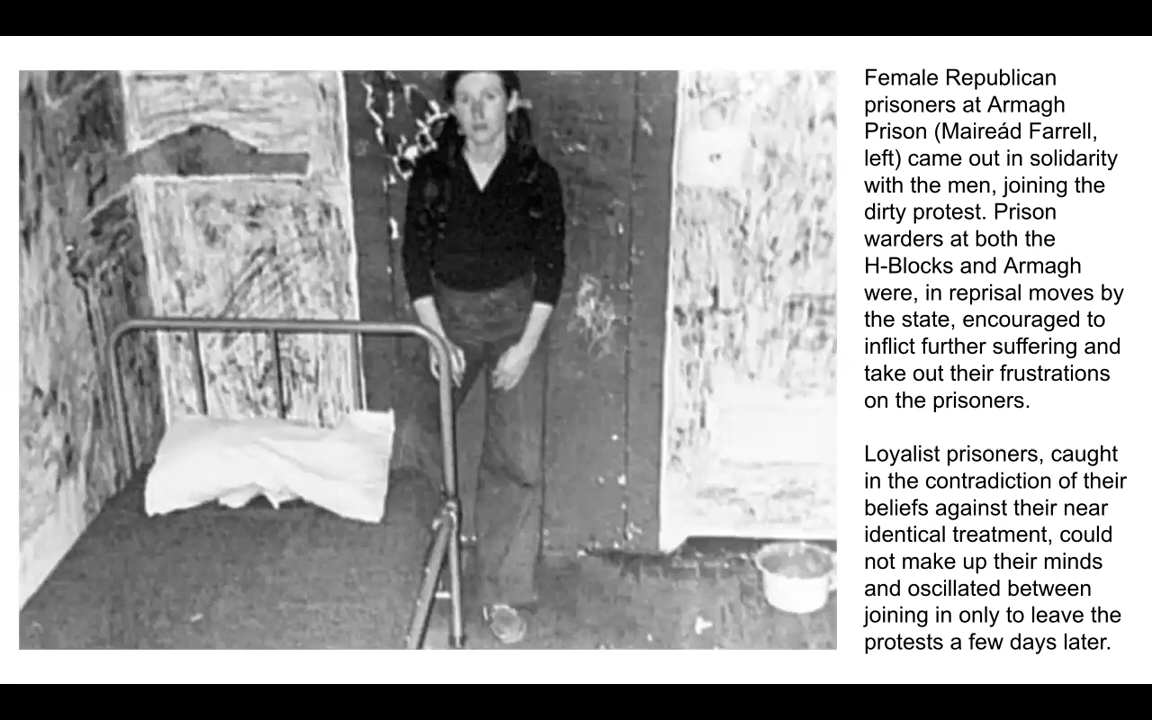 Female Republican
prisoners at Armagh
Prison (Maireád Farrell,
left) came out in solidarity
with the men, joining the
dirty protest. Prison
warders at both the
H-Blocks and Armagh
were, in reprisal moves by
the state, encouraged to
inflict further suffering and
take out their frustrations
on the prisoners.
Loyalist prisoners, caught
in the contradiction of their
beliefs against their near
identical treatment, could
not make up their minds
and oscillated between
joining in only to leave the
protests a few days later.